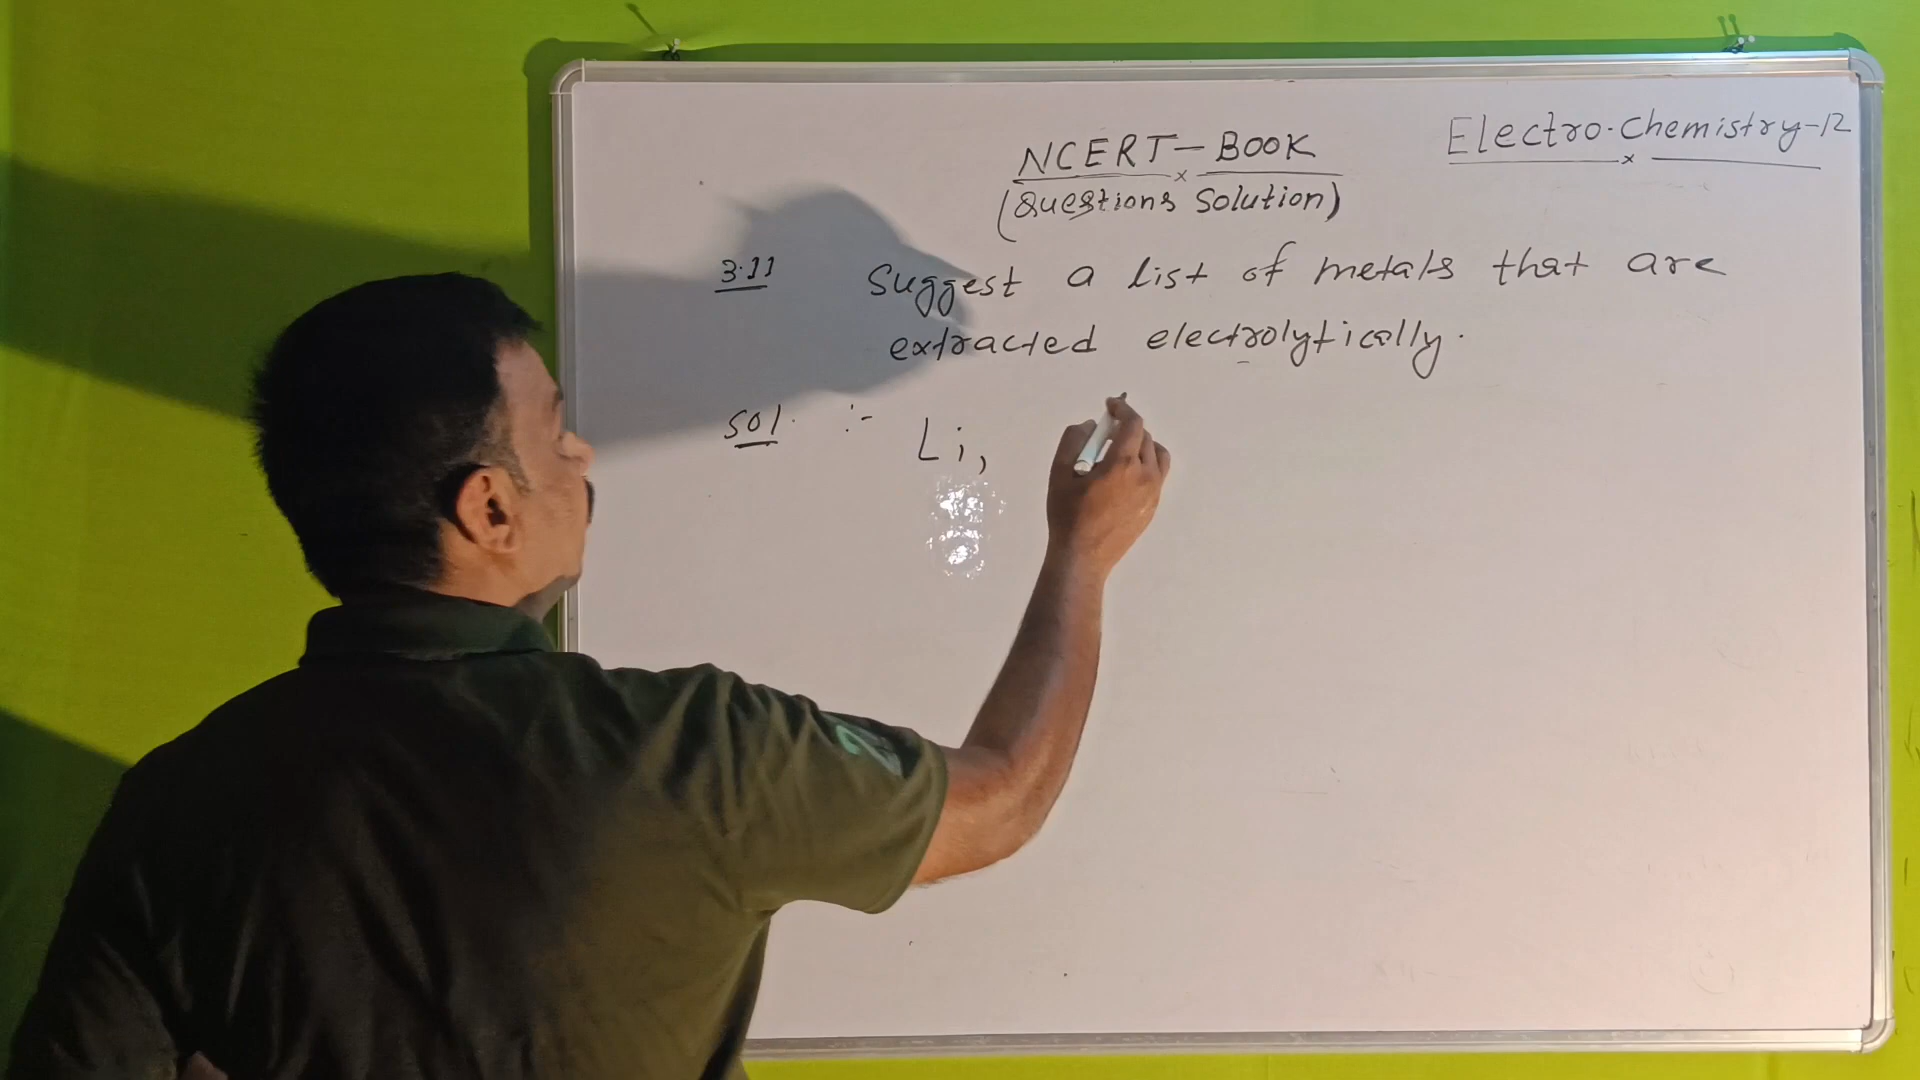 Electro.Chemistry-12
NCERT-BOOK
(Questions Solution)
3.11 Suggest a list of metals that are
extracted electrolytically.
Sol. :- Li,